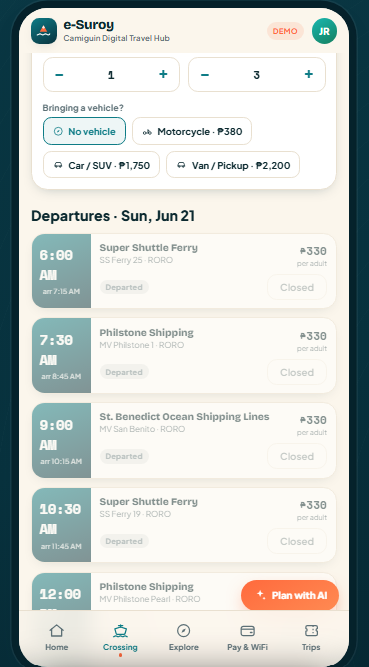 e-Suroy
Camiguin Digital Travel Hub
DEMO
JR
− 1 +
− 3 +
Bringing a vehicle?
No vehicle
Motorcycle · ₱380
Car / SUV · ₱1,750
Van / Pickup · ₱2,200
Departures · Sun, Jun 21
6:00
AM
arr 7:15 AM
Super Shuttle Ferry
SS Ferry 25 · RORO
Departed
₱330
per adult
Closed
7:30
AM
arr 8:45 AM
Philstone Shipping
MV Philstone 1 · RORO
Departed
₱330
per adult
Closed
9:00
AM
arr 10:15 AM
St. Benedict Ocean Shipping Lines
MV San Benito · RORO
Departed
₱330
per adult
Closed
10:30
AM
arr 11:45 AM
Super Shuttle Ferry
SS Ferry 19 · RORO
Departed
₱330
per adult
Closed
12:00
Philstone Shipping
MV Philstone Pearl · RORO
Plan with AI
Home
Crossing
Explore
Pay & WiFi
Trips